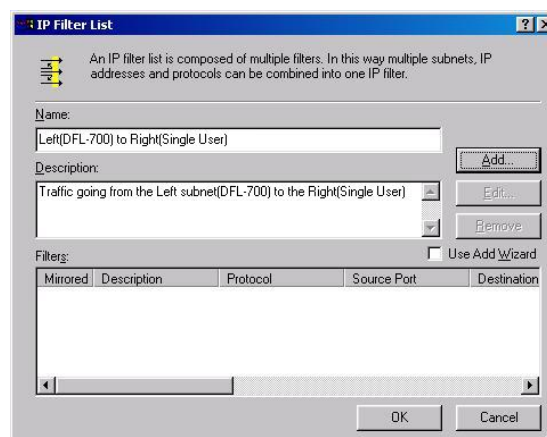 IP Filter List
An IP filter list is composed of multiple filters. In this way multiple subnets, IP
addresses and protocols can be combined into one IP filter.
Name:
Left(DFL-700) to Right(Single User)
Add...
Description:
Traffic going from the Left subnet(DFL-700) to the Right(Single User)
Edit...
Remove
Filters:
Use Add Wizard
Mirrored Description Protocol Source Port Destination
OK Cancel